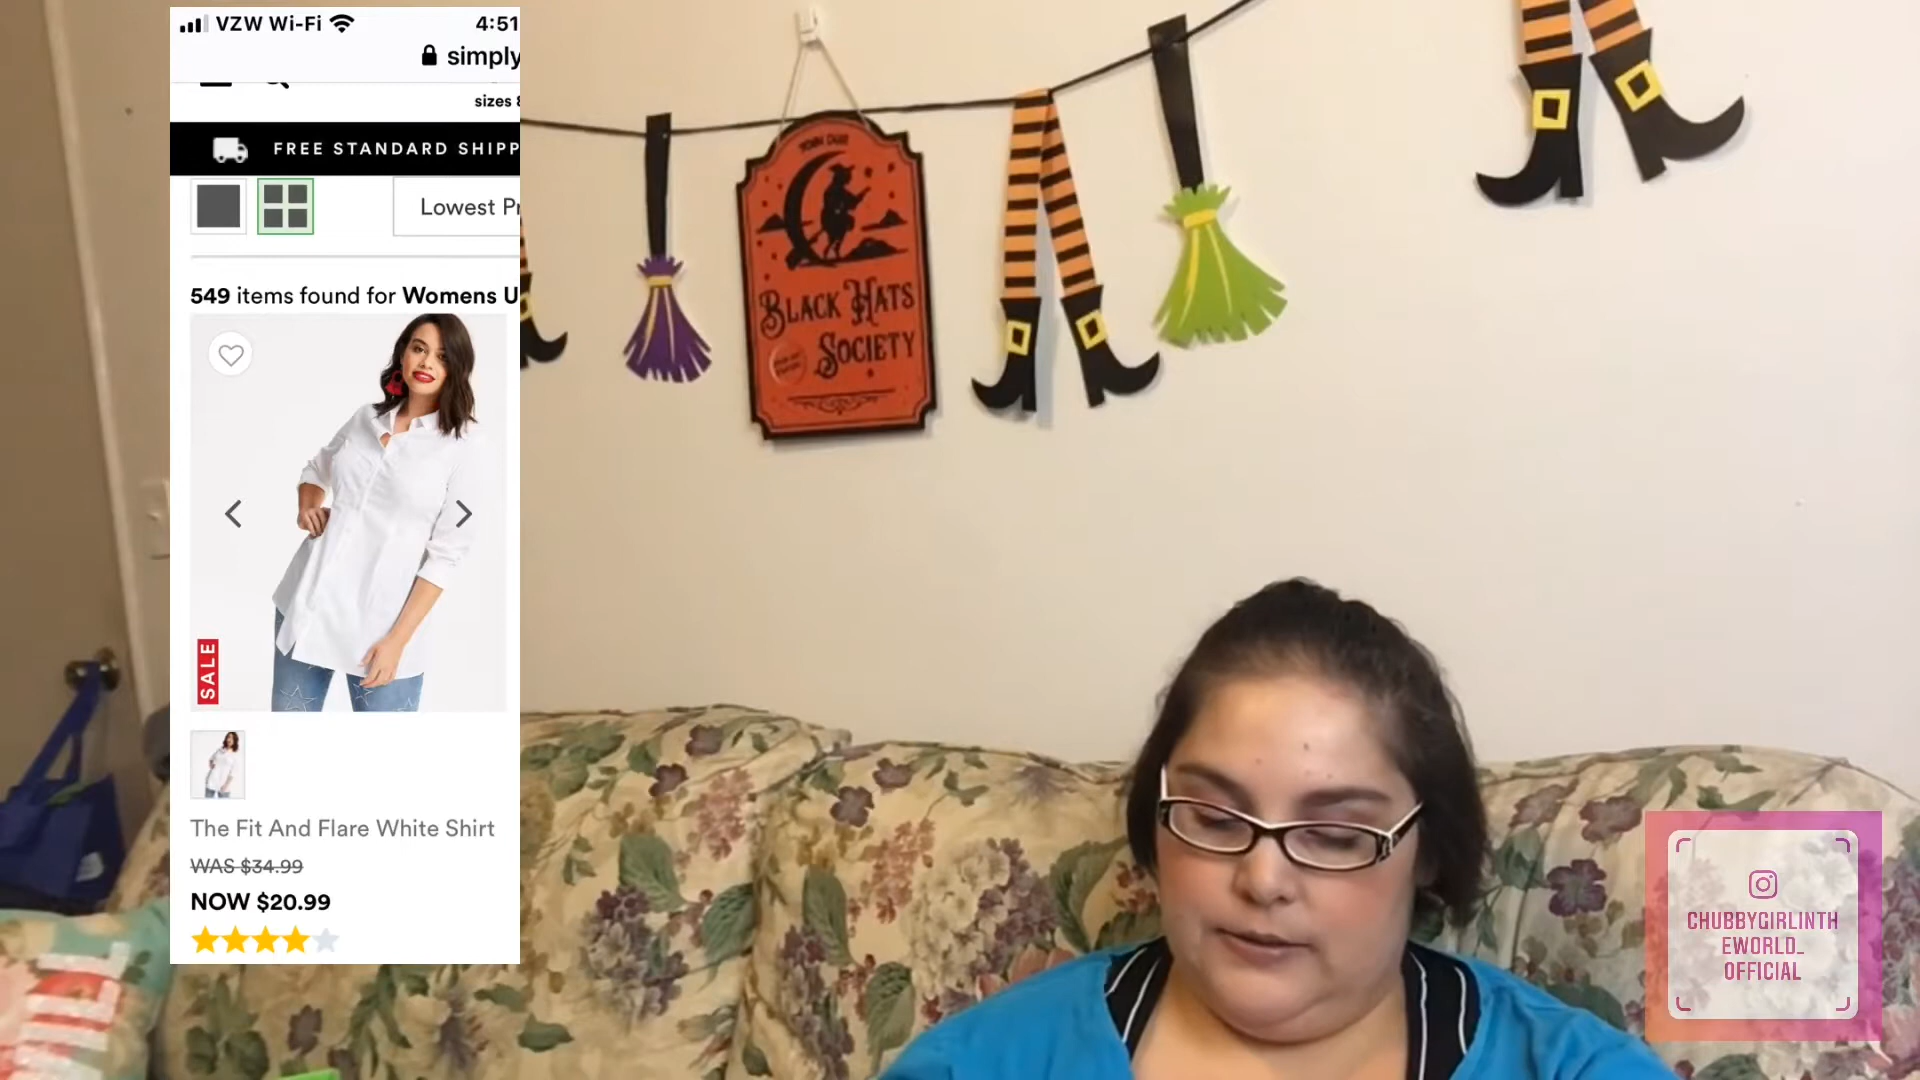 VZW Wi-Fi 4:51
simply
sizes 8
FREE STANDARD SHIPP
Lowest Pr
549 items found for Womens U
SALE
The Fit And Flare White Shirt
WAS $34.99
NOW $20.99
BLACK HATS
SOCIETY
CHUBBYGIRLINTH
EWORLD_
OFFICIAL